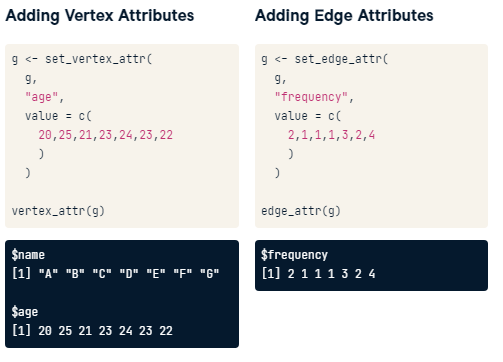 Adding Vertex Attributes
g <- set_vertex_attr(
g,
"age",
value = c(
20,25,21,23,24,23,22
)
)
vertex_attr(g)
$name
[1] "A" "B" "C" "D" "E" "F" "G"
$age
[1] 20 25 21 23 24 23 22
Adding Edge Attributes
g <- set_edge_attr(
g,
"frequency",
value = c(
2,1,1,1,3,2,4
)
)
edge_attr(g)
$frequency
[1] 2 1 1 1 3 2 4